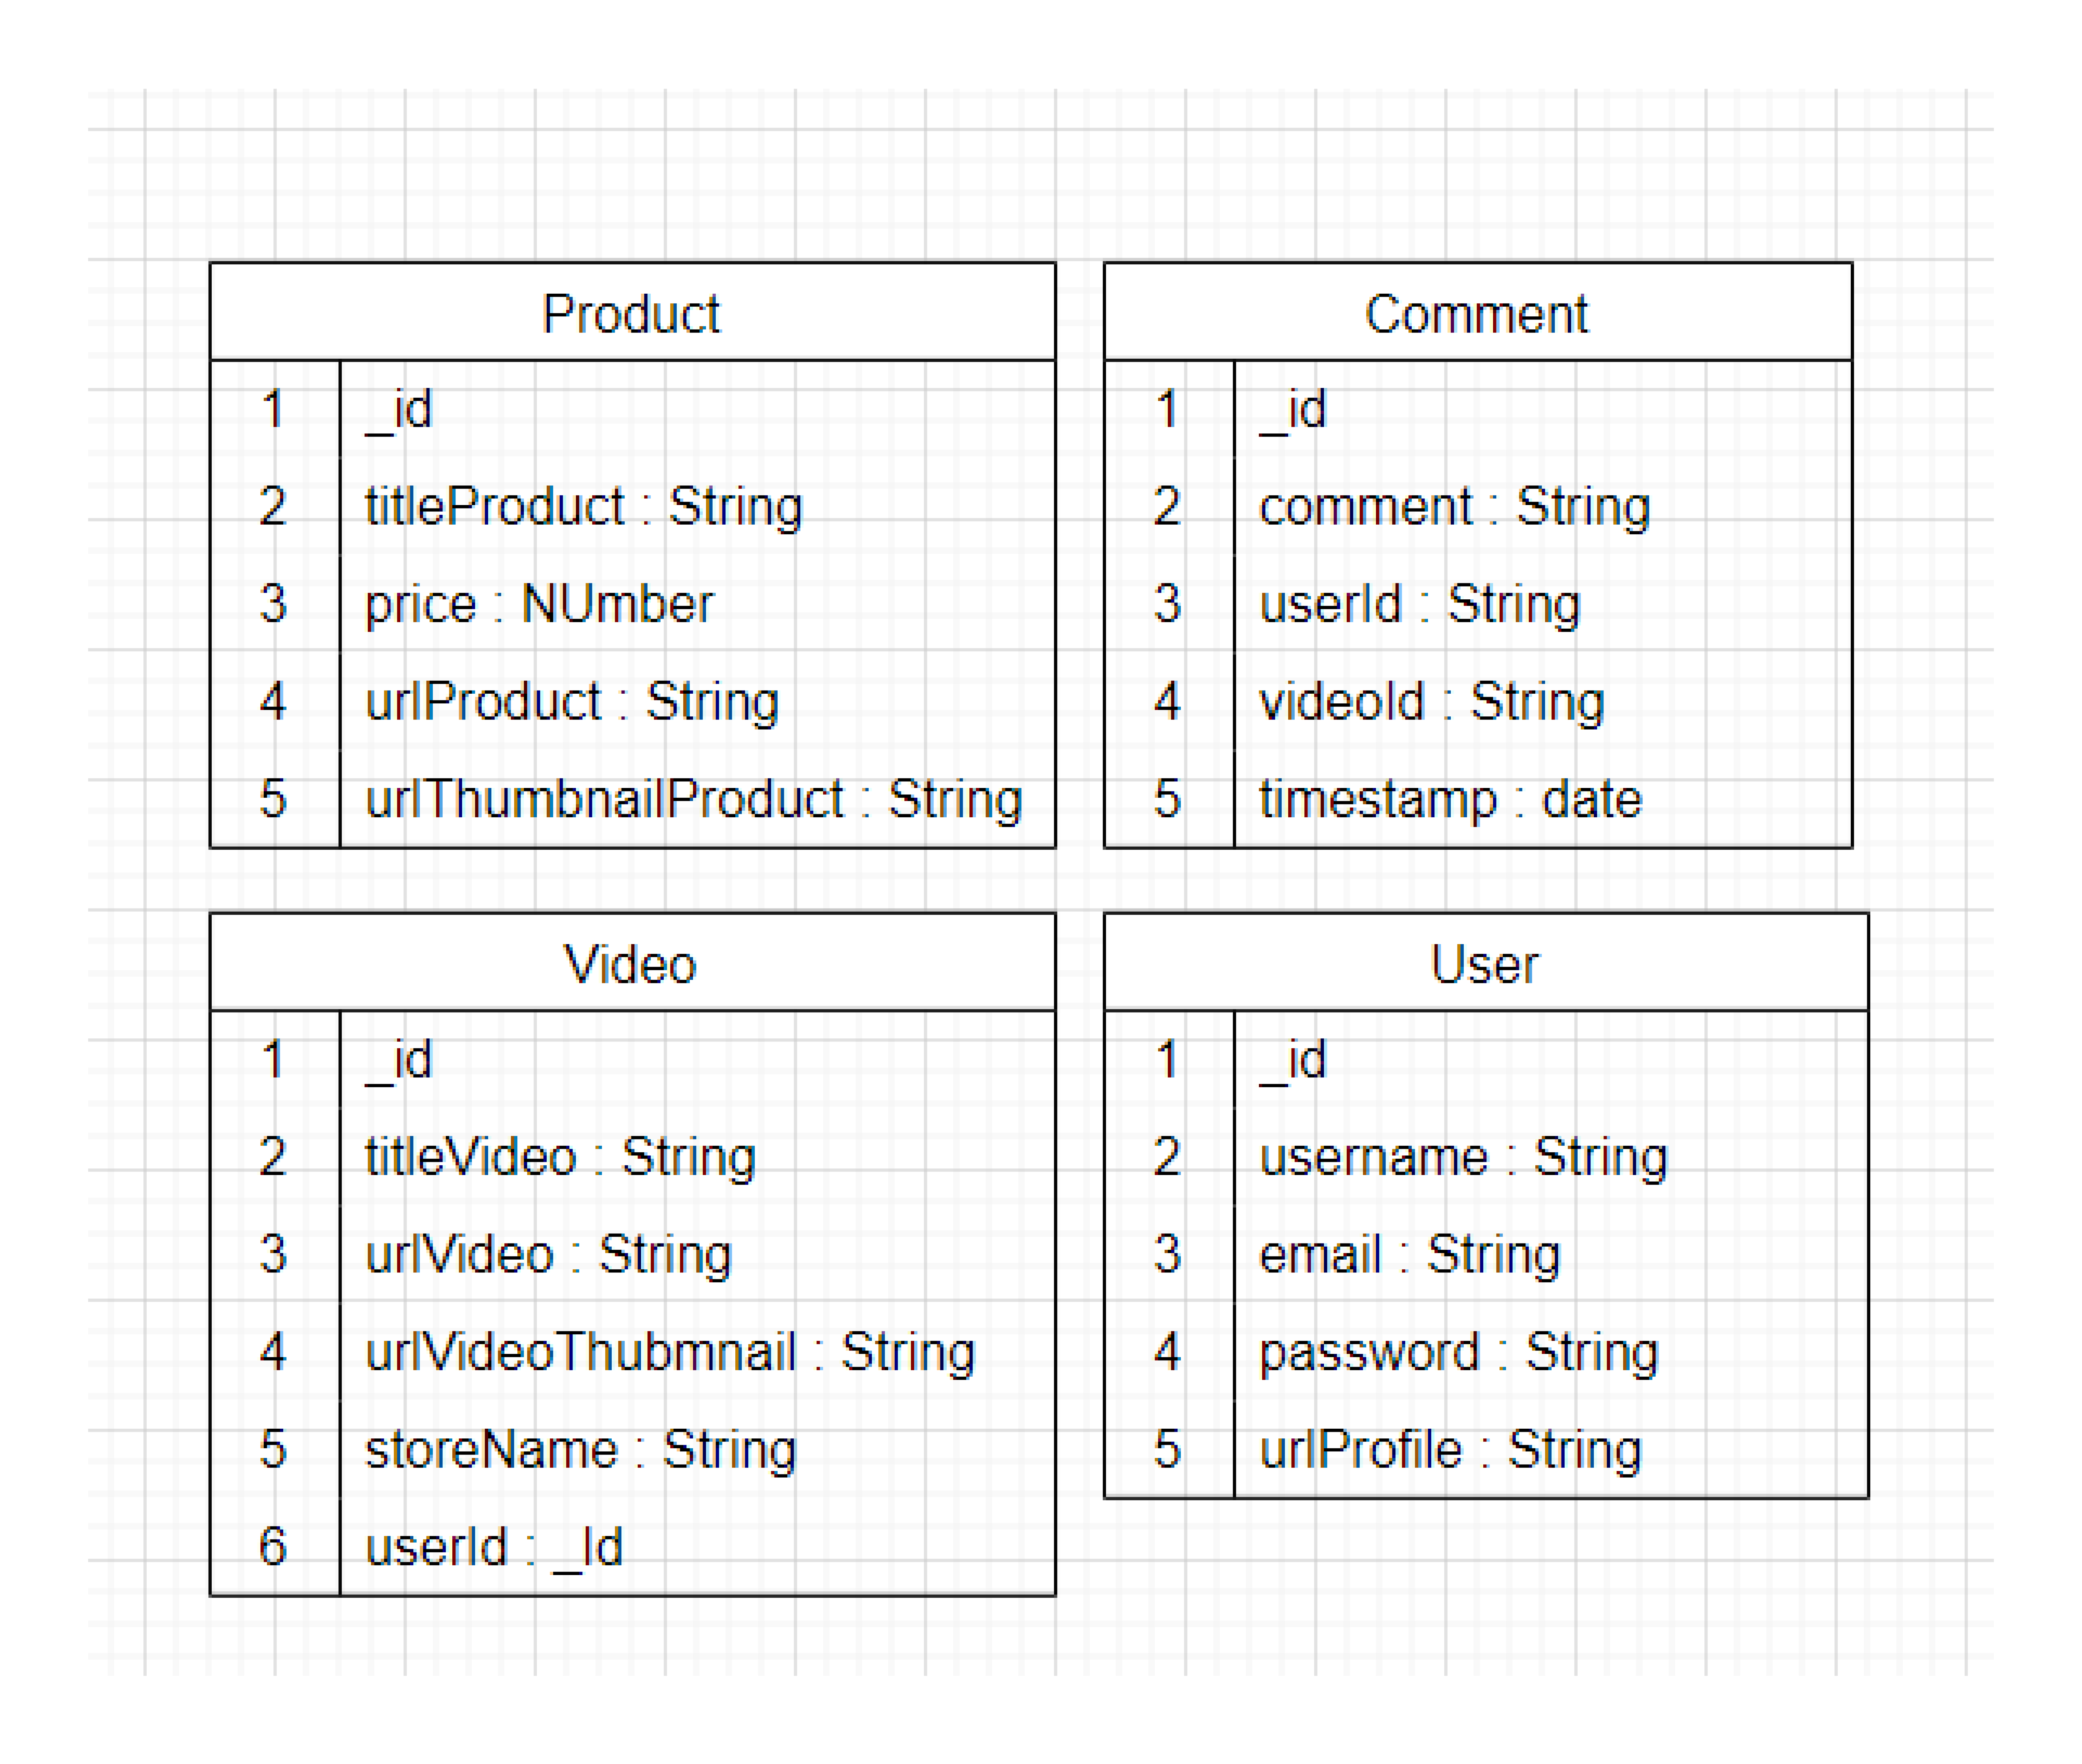 Product
1 _id
2 titleProduct : String
3 price : NUmber
4 urlProduct : String
5 urlThumbnailProduct : String
Comment
1 _id
2 comment : String
3 userId : String
4 videoId : String
5 timestamp : date
Video
1 _id
2 titleVideo : String
3 urlVideo : String
4 urlVideoThubmnail : String
5 storeName : String
6 userId : _Id
User
1 _id
2 username : String
3 email : String
4 password : String
5 urlProfile : String